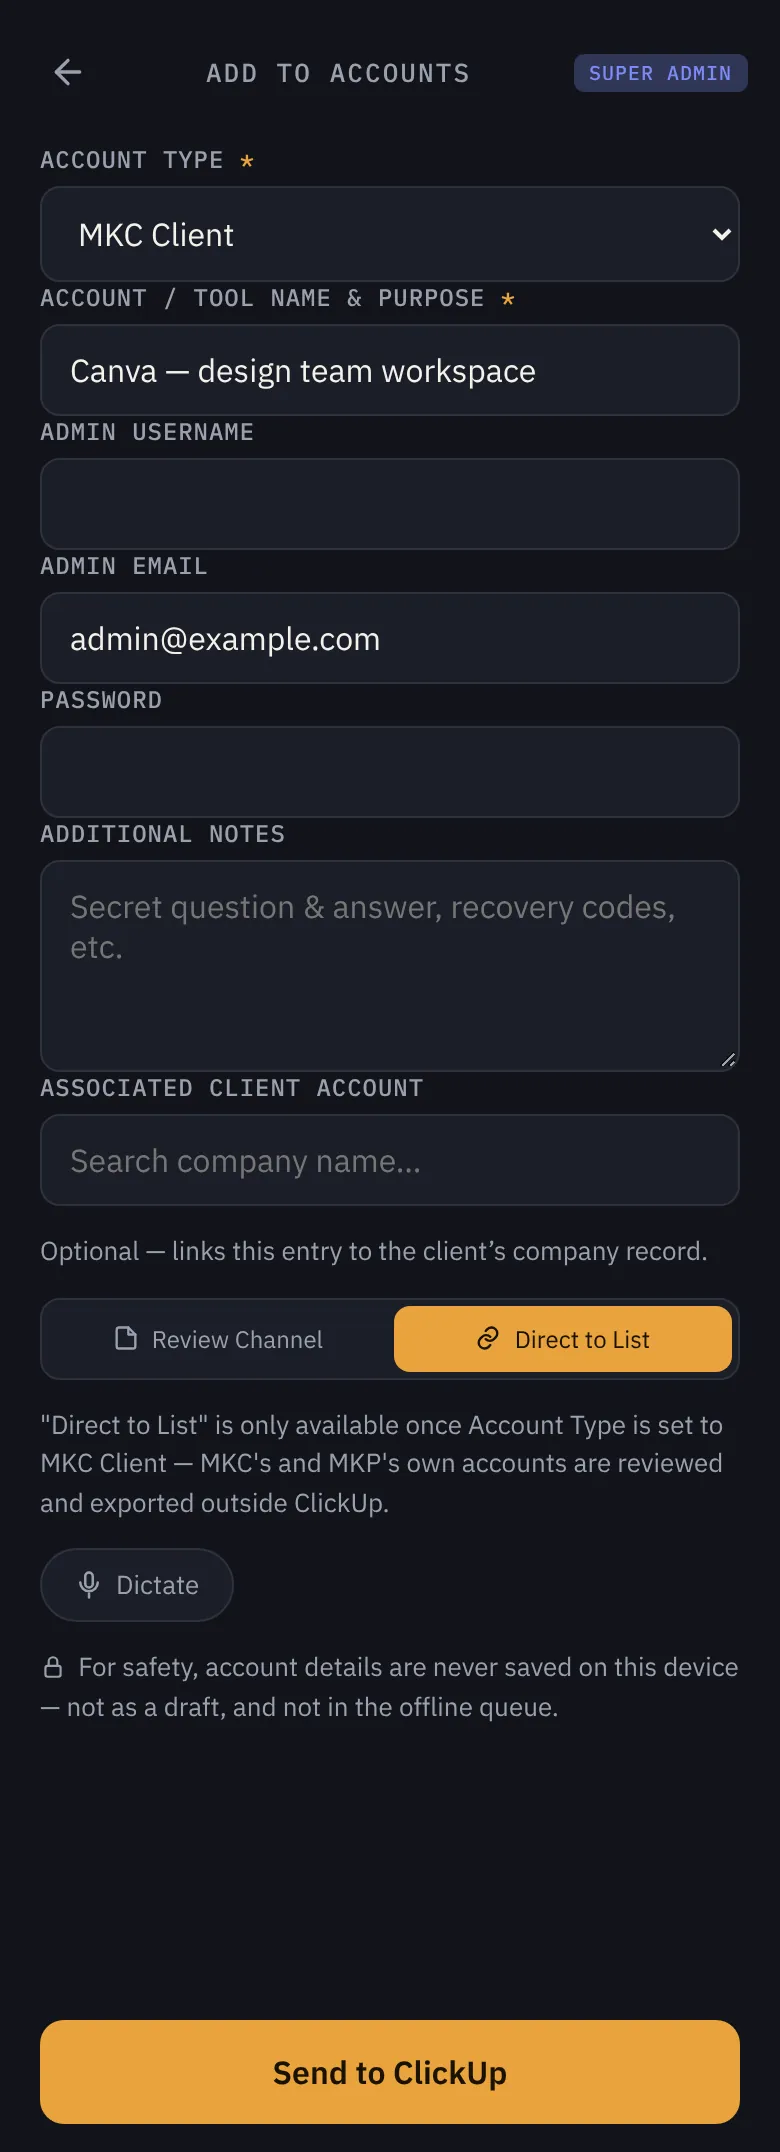 ADD TO ACCOUNTS
SUPER ADMIN
ACCOUNT TYPE *
MKC Client
ACCOUNT / TOOL NAME & PURPOSE *
Canva — design team workspace
ADMIN USERNAME
ADMIN EMAIL
admin@example.com
PASSWORD
ADDITIONAL NOTES
Secret question & answer, recovery codes,
etc.
ASSOCIATED CLIENT ACCOUNT
Search company name...
Optional — links this entry to the client’s company record.
Review Channel
Direct to List
"Direct to List" is only available once Account Type is set to
MKC Client — MKC's and MKP's own accounts are reviewed
and exported outside ClickUp.
Dictate
For safety, account details are never saved on this device
— not as a draft, and not in the offline queue.
Send to ClickUp